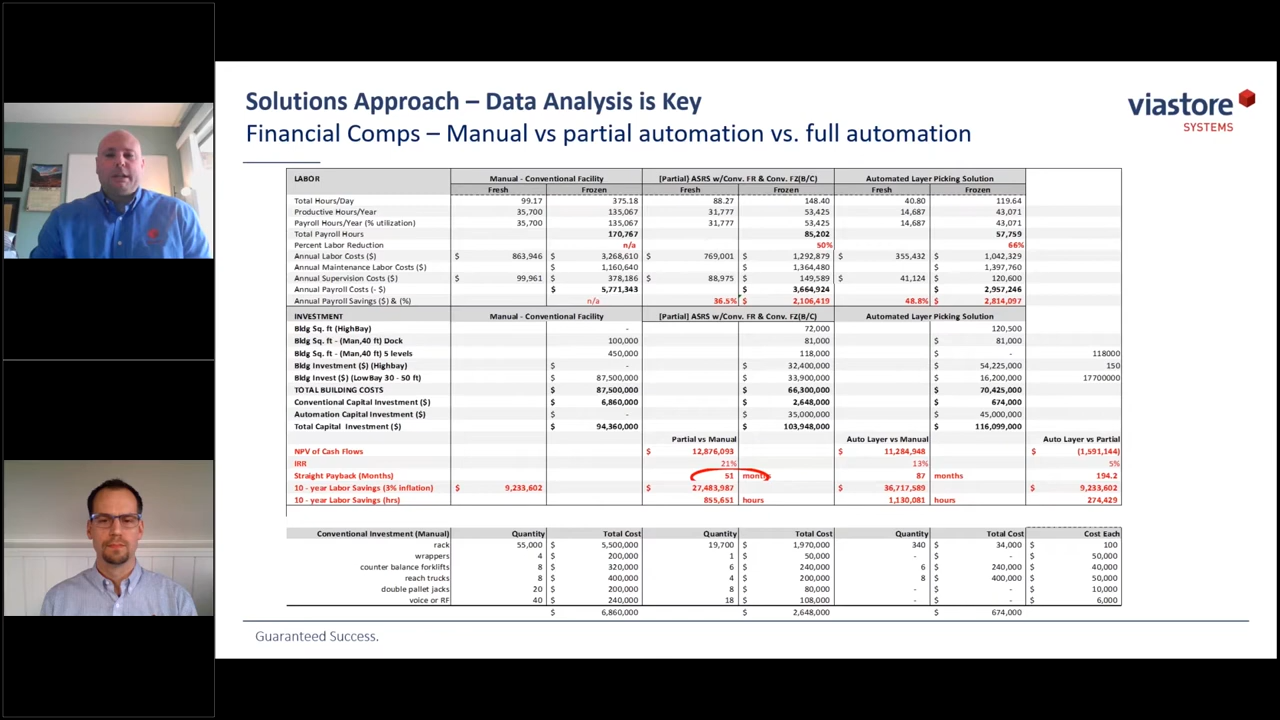 Solutions Approach – Data Analysis is Key
viastore
SYSTEMS
Financial Comps – Manual vs partial automation vs. full automation
LABOR Manual - Conventional Facility [Partial} ASRS w/Conv. FR & Conv. FZ(B/C) Automated Layer Picking Solution
Fresh Frozen Fresh Frozen Fresh Frozen
Total Hours/Day 99.17 375.18 88.27 148.40 40.80 119.64
Productive Hours/Year 35,700 135,067 31,777 53,425 14,687 43,071
Payroll Hours/Year (% utilization) 35,700 135,067 31,777 53,425 14,687 43,071
Total Payroll Hours 170,767 85,202 57,759
Percent Labor Reduction n/a 50% 66%
Annual Labor Costs ($) $ 863,946 $ 3,268,610 $ 769,001 $ 1,292,879 $ 355,432 $ 1,042,329
Annual Maintenance Labor Costs ($) $ 1,160,640 $ 1,364,480 $ 1,397,760
Annual Supervision Costs ($) $ 99,961 $ 378,186 $ 88,975 $ 149,589 $ 41,124 $ 120,600
Annual Payroll Costs (- $) $ 5,771,343 $ 3,664,924 $ 2,957,246
Annual Payroll Savings ($) & (%) n/a 36.5% $ 2,106,419 48.8% $ 2,814,097
INVESTMENT Manual - Conventional Facility [Partial] ASRS w/Conv. FR & Conv. FZ(B/C) Automated Layer Picking Solution
Bldg Sq. ft (HighBay) - 72,000 120,500
Bldg Sq. ft - (Man,40 ft) Dock 100,000 81,000 $ 81,000
Bldg Sq. ft - (Man,40 ft) 5 levels 450,000 118,000 $ - 118000
Bldg Investment ($) (Highbay) $ - $ 32,400,000 $ 54,225,000 150
Bldg Invest ($) (LowBay 30 - 50 ft) $ 87,500,000 $ 33,900,000 $ 16,200,000 17700000
TOTAL BUILDING COSTS $ 87,500,000 $ 66,300,000 $ 70,425,000
Conventional Capital Investment ($) $ 6,860,000 $ 2,648,000 $ 674,000
Automation Capital Investment ($) $ - $ 35,000,000 $ 45,000,000
Total Capital Investment ($) $ 94,360,000 $ 103,948,000 $ 116,099,000
Partial vs Manual Auto Layer vs Manual Auto Layer vs Partial
NPV of Cash Flows $ 12,876,093 $ 11,284,948 $ (1,591,144)
IRR 21% 13% 5%
Straight Payback (Months) 51 months 87 months 194.2
10 - year Labor Savings (3% inflation) $ 9,233,602 $ 27,483,987 $ 36,717,589 $ 9,233,602
10 - year Labor Savings (hrs) 855,651 hours 1,130,081 hours 274,429
Conventional Investment (Manual) Quantity Total Cost Quantity Total Cost Quantity Total Cost Cost Each
rack 55,000 $ 5,500,000 19,700 $ 1,970,000 340 $ 34,000 $ 100
wrappers 4 $ 200,000 1 $ 50,000 - $ - $ 50,000
counter balance forklifts 8 $ 320,000 6 $ 240,000 6 $ 240,000 $ 40,000
reach trucks 8 $ 400,000 4 $ 200,000 8 $ 400,000 $ 50,000
double pallet jacks 20 $ 200,000 8 $ 80,000 - $ - $ 10,000
voice or RF 40 $ 240,000 18 $ 108,000 - $ - $ 6,000
$ 6,860,000 $ 2,648,000 $ 674,000
Guaranteed Success.